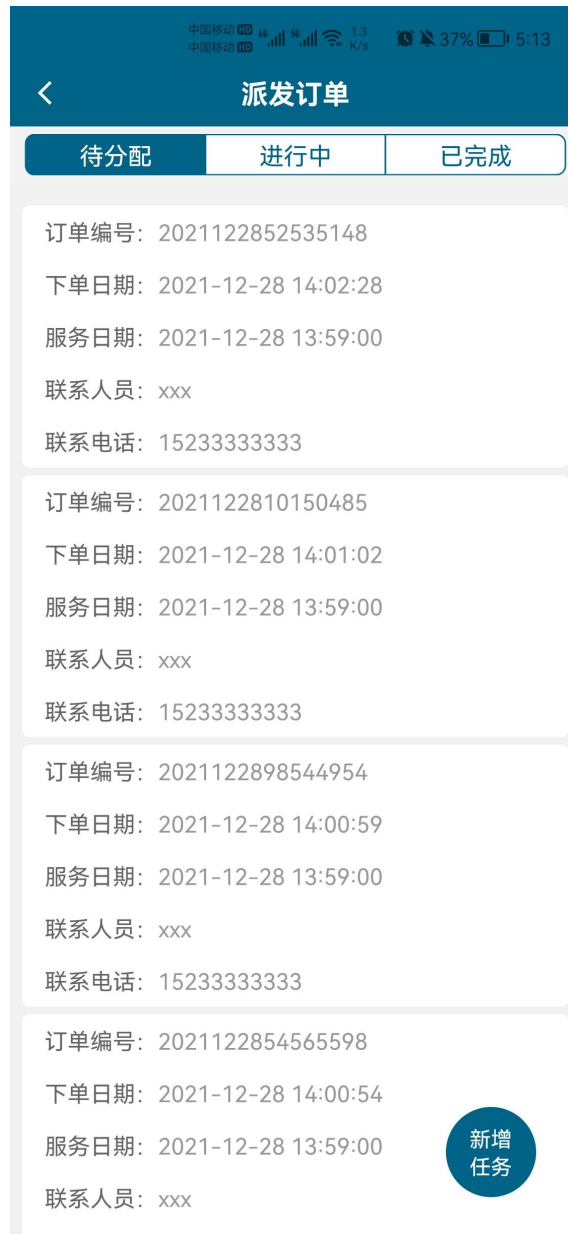 中国移动 HD 4G 5G 1.3 K/s 37% 5:13
中国移动 HD
派发订单
待分配 进行中 已完成
订单编号: 2021122852535148
下单日期: 2021-12-28 14:02:28
服务日期: 2021-12-28 13:59:00
联系人员: xxx
联系电话: 15233333333
订单编号: 2021122810150485
下单日期: 2021-12-28 14:01:02
服务日期: 2021-12-28 13:59:00
联系人员: xxx
联系电话: 15233333333
订单编号: 2021122898544954
下单日期: 2021-12-28 14:00:59
服务日期: 2021-12-28 13:59:00
联系人员: xxx
联系电话: 15233333333
订单编号: 2021122854565598
下单日期: 2021-12-28 14:00:54
服务日期: 2021-12-28 13:59:00
联系人员: xxx
新增
任务